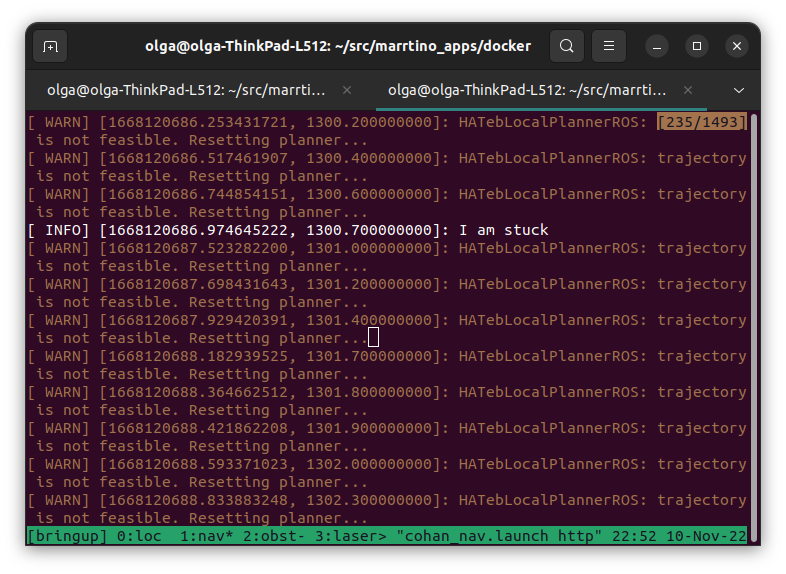 olga@olga-ThinkPad-L512: ~/src/marrtino_apps/docker
olga@olga-ThinkPad-L512: ~/src/marrti... olga@olga-ThinkPad-L512: ~/src/marrti...
[ WARN] [1668120686.253431721, 1300.200000000]: HATebLocalPlannerROS: [235/1493]
 is not feasible. Resetting planner...
[ WARN] [1668120686.517461907, 1300.400000000]: HATebLocalPlannerROS: trajectory
 is not feasible. Resetting planner...
[ WARN] [1668120686.744854151, 1300.600000000]: HATebLocalPlannerROS: trajectory
 is not feasible. Resetting planner...
[ INFO] [1668120686.974645222, 1300.700000000]: I am stuck
[ WARN] [1668120687.523282200, 1301.000000000]: HATebLocalPlannerROS: trajectory
 is not feasible. Resetting planner...
[ WARN] [1668120687.698431643, 1301.200000000]: HATebLocalPlannerROS: trajectory
 is not feasible. Resetting planner...
[ WARN] [1668120687.929420391, 1301.400000000]: HATebLocalPlannerROS: trajectory
 is not feasible. Resetting planner...
[ WARN] [1668120688.182939525, 1301.700000000]: HATebLocalPlannerROS: trajectory
 is not feasible. Resetting planner...
[ WARN] [1668120688.364662512, 1301.800000000]: HATebLocalPlannerROS: trajectory
 is not feasible. Resetting planner...
[ WARN] [1668120688.421862208, 1301.900000000]: HATebLocalPlannerROS: trajectory
 is not feasible. Resetting planner...
[ WARN] [1668120688.593371023, 1302.000000000]: HATebLocalPlannerROS: trajectory
 is not feasible. Resetting planner...
[ WARN] [1668120688.833883248, 1302.300000000]: HATebLocalPlannerROS: trajectory
 is not feasible. Resetting planner...
[bringup] 0:loc  1:nav* 2:obst- 3:laser> "cohan_nav.launch http" 22:52 10-Nov-22